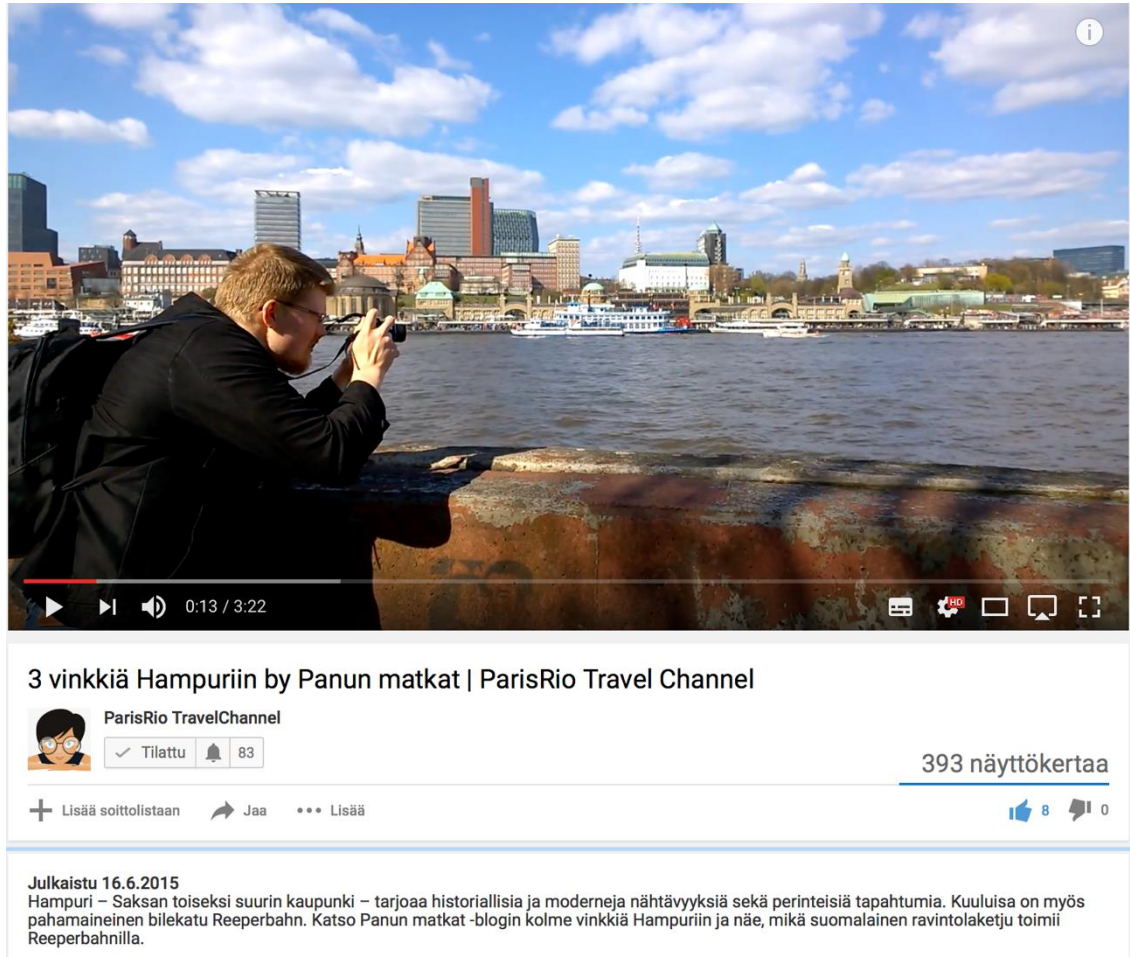 0:13 / 3:22
HD
3 vinkkiä Hampuriin by Panun matkat | ParisRio Travel Channel
ParisRio TravelChannel
Tilattu 83
393 näyttökertaa
Lisää soittolistaan Jaa Lisää 8 0
Julkaistu 16.6.2015
Hampuri – Saksan toiseksi suurin kaupunki – tarjoaa historiallisia ja moderneja nähtävyyksiä sekä perinteisiä tapahtumia. Kuuluisa on myös
pahamaineinen bilekatu Reeperbahn. Katso Panun matkat -blogin kolme vinkkiä Hampuriin ja näe, mikä suomalainen ravintolaketju toimii
Reeperbahnilla.